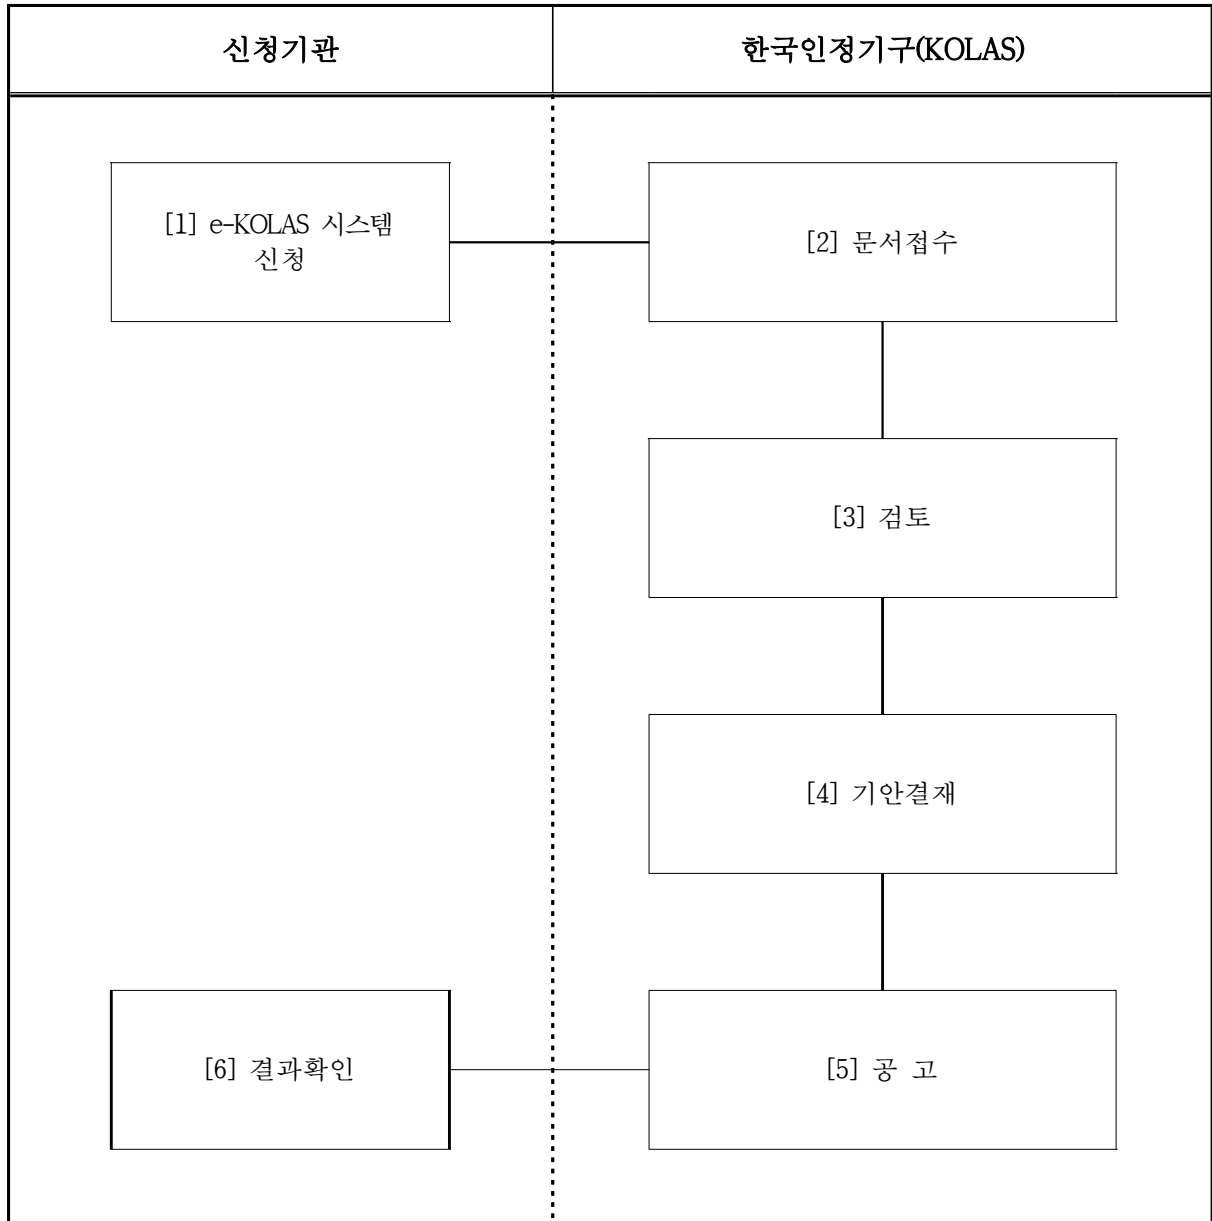 신청기관
한국인정기구(KOLAS)
[1] e-KOLAS 시스템
신청
[2] 문서접수
[3] 검토
[4] 기안결재
[6] 결과확인
[5] 공 고